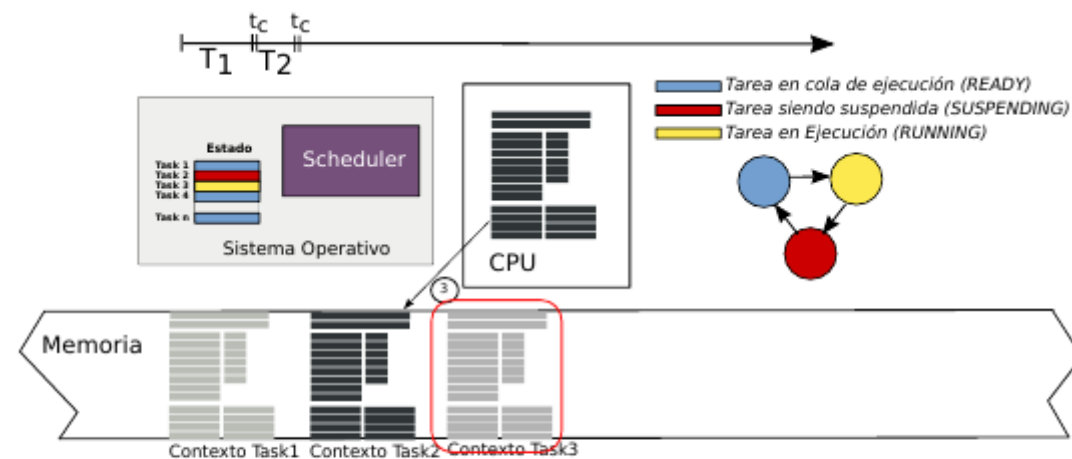 tc tc
T1 T2
Tarea en cola de ejecución (READY)
Tarea siendo suspendida (SUSPENDING)
Tarea en Ejecución (RUNNING)
Estado
Task 1
Task 2
Task 3
Task 4
Task n
Scheduler
Sistema Operativo
CPU
3
Memoria
Contexto Task1
Contexto Task2
Contexto Task3